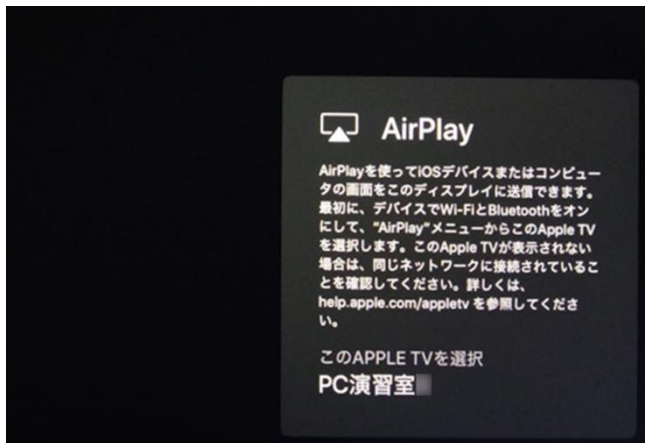 AirPlay
AirPlayを使ってiOSデバイスまたはコンピュー
タの画面をこのディスプレイに送信できます。
最初に、デバイスでWi-FiとBluetoothをオン
にして、"AirPlay"メニューからこのApple TV
を選択します。このApple TVが表示されない
場合は、同じネットワークに接続されているこ
とを確認してください。詳しくは、
help.apple.com/appletv を参照してくださ
い。
このAPPLE TVを選択
PC演習室